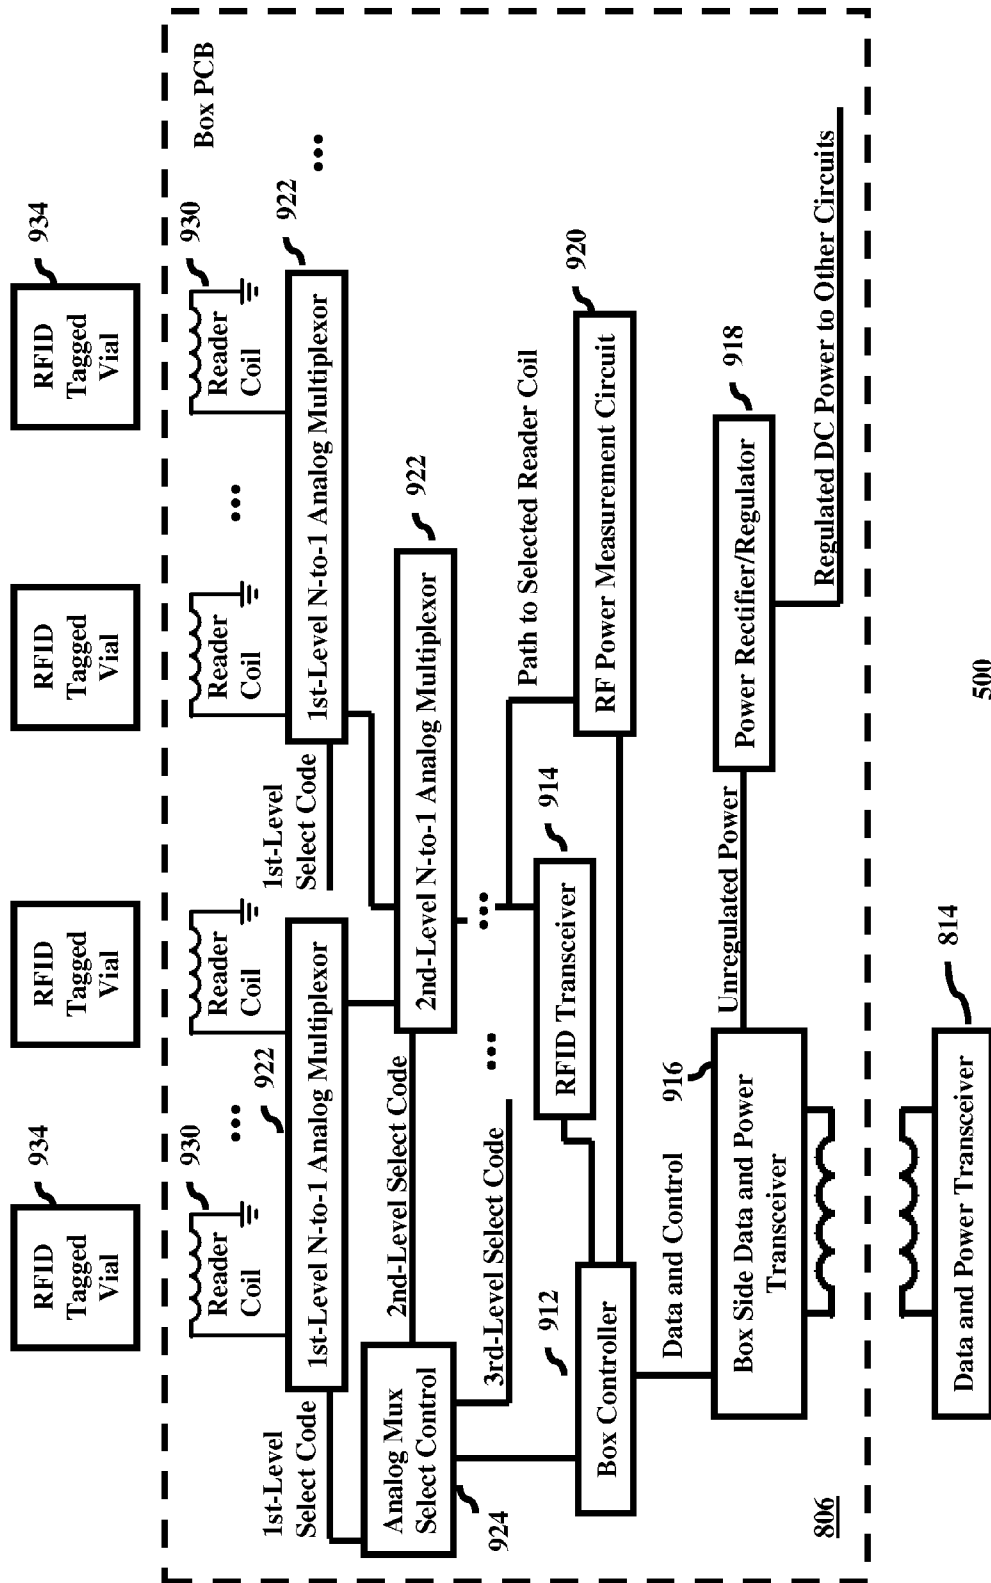 934
RFID
Tagged
Vial
RFID
Tagged
Vial
RFID
Tagged
Vial
934
RFID
Tagged
Vial
Box PCB
930
Reader
Coil
...
Reader
Coil
Reader
Coil
...
930
Reader
Coil
922
922
...
1st-Level
Select Code
1st-Level N-to-1 Analog Multiplexor
1st-Level
Select Code
1st-Level N-to-1 Analog Multiplexor
Analog Mux
Select Control
924
2nd-Level Select Code
2nd-Level N-to-1 Analog Multiplexor
922
3rd-Level Select Code
...
...
Path to Selected Reader Coil
912
RFID Transceiver
914
920
Box Controller
RF Power Measurement Circuit
Data and Control
916
Unregulated Power
918
Box Side Data and Power
Transceiver
Power Rectifier/Regulator
Regulated DC Power to Other Circuits
806
814
Data and Power Transceiver
500